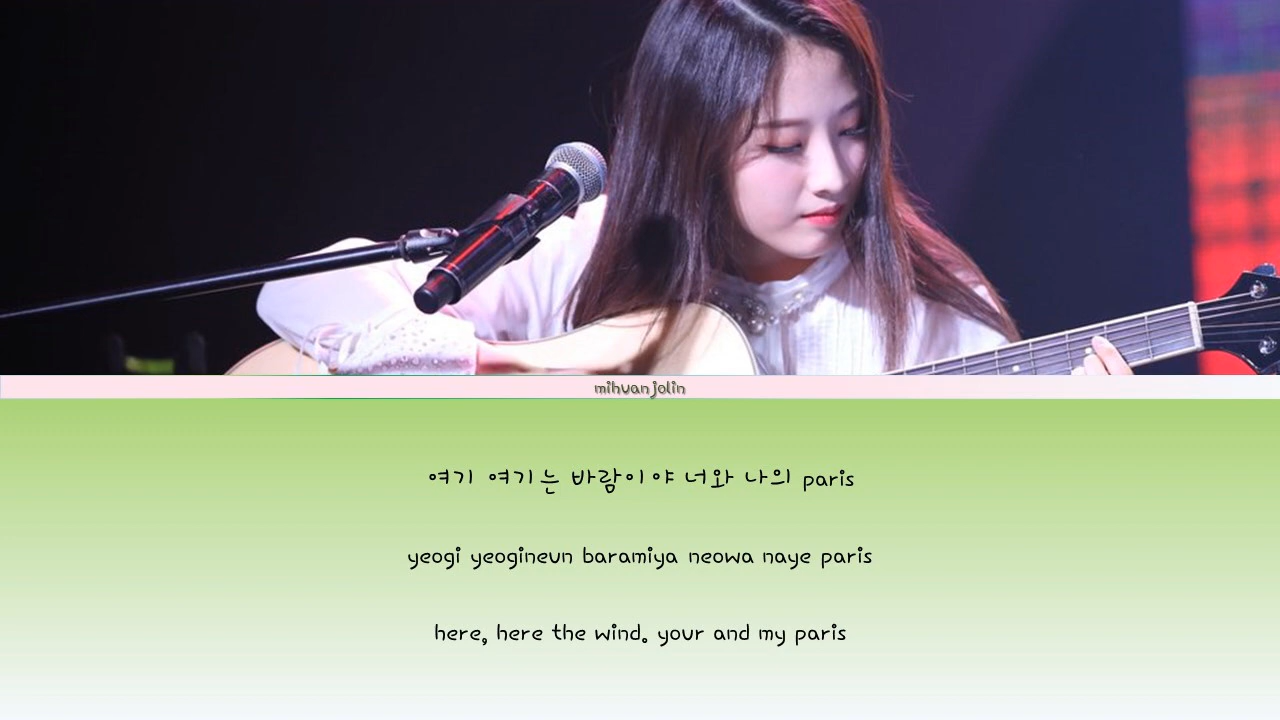 mihuanjolin
여기 여기는 바람이야 너와 나의 paris
yeogi yeogineun baramiya neowa naye paris
here, here the wind. your and my paris